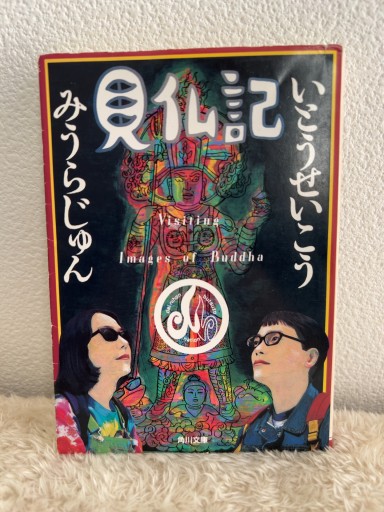 見仏記
いとうせいこう
みうらじゅん
Visiting
Images of Buddha
角川文庫